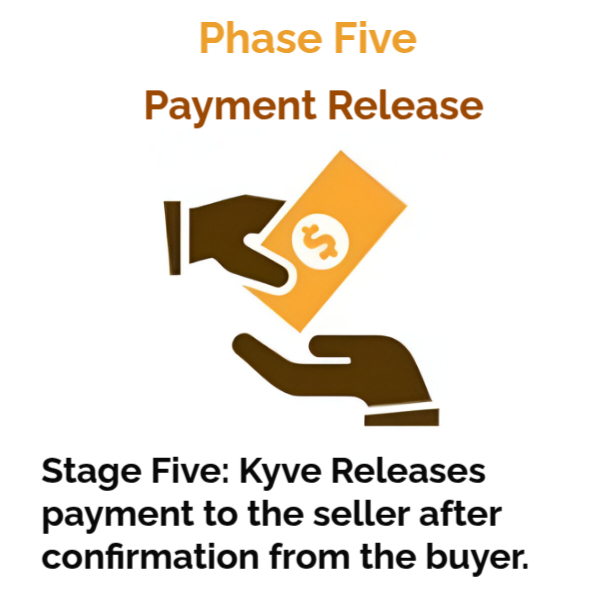 Phase Five
Payment Release
$
Stage Five: Kyve Releases
payment to the seller after
confirmation from the buyer.